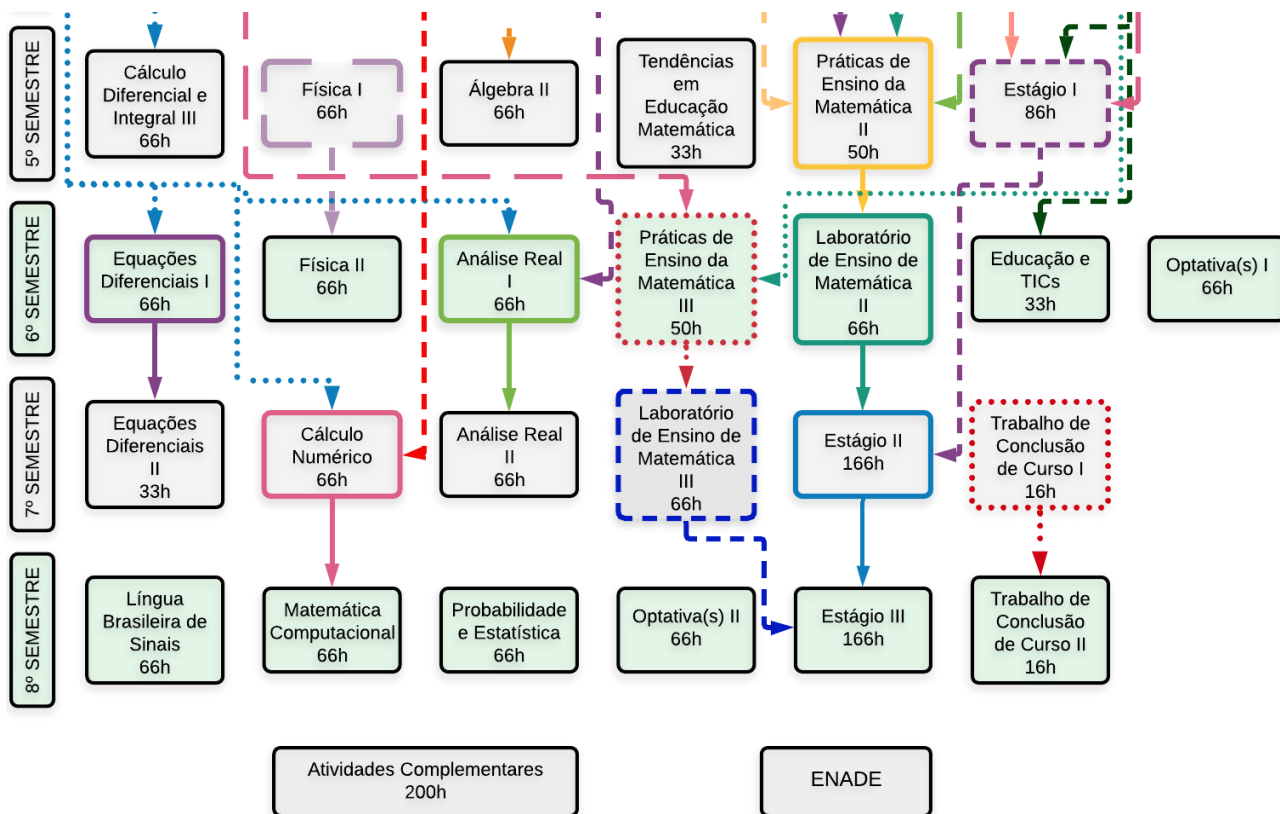 5º SEMESTRE
Cálculo
Diferencial e
Integral III
66h
Física I
66h
Álgebra II
66h
Tendências
em
Educação
Matemática
33h
Práticas de
Ensino da
Matemática
II
50h
Estágio I
86h
6º SEMESTRE
Equações
Diferenciais I
66h
Física II
66h
Análise Real
I
66h
Práticas de
Ensino da
Matemática
III
50h
Laboratório
de Ensino de
Matemática
II
66h
Educação e
TICs
33h
Optativa(s) I
66h
7º SEMESTRE
Equações
Diferenciais
II
33h
Cálculo
Numérico
66h
Análise Real
II
66h
Laboratório
de Ensino de
Matemática
III
66h
Estágio II
166h
Trabalho de
Conclusão
de Curso I
16h
8º SEMESTRE
Língua
Brasileira de
Sinais
66h
Matemática
Computacional
66h
Probabilidade
e Estatística
66h
Optativa(s) II
66h
Estágio III
166h
Trabalho de
Conclusão
de Curso II
16h
Atividades Complementares
200h
ENADE